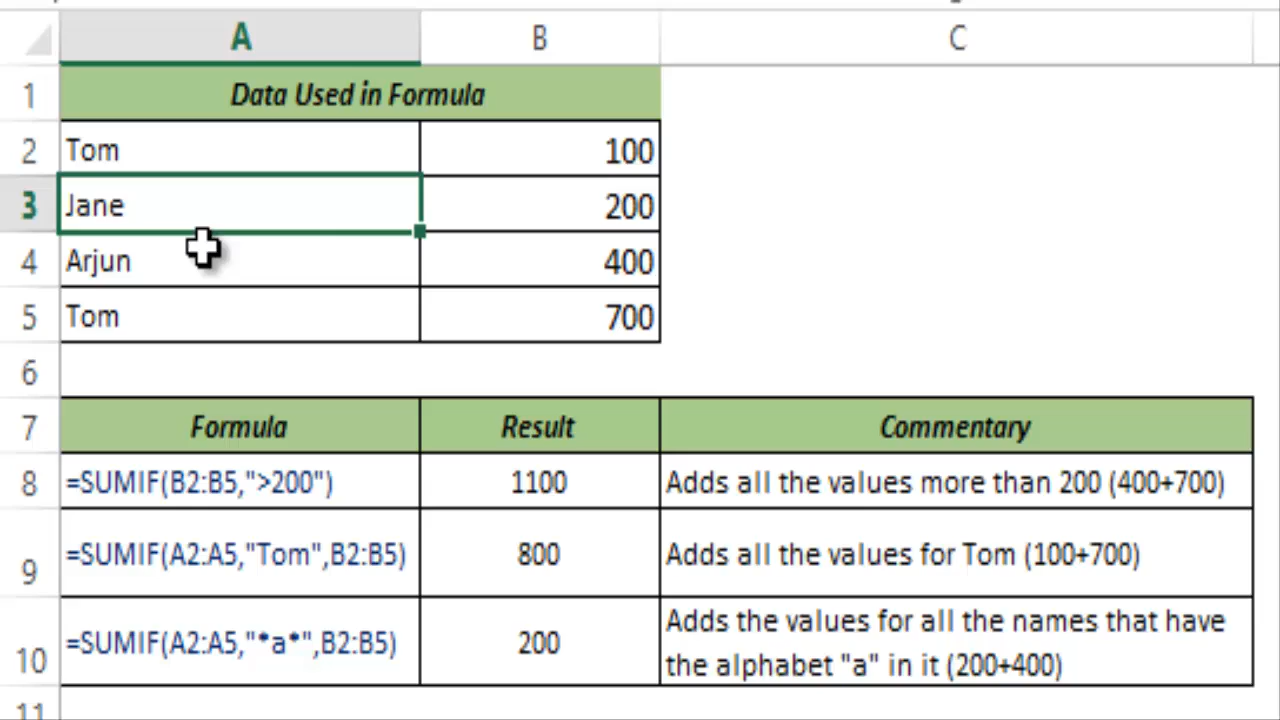 A B C
1 Data Used in Formula
2 Tom 100
3 Jane 200
4 Arjun 400
5 Tom 700
6
7 Formula Result Commentary
8 =SUMIF(B2:B5,">200") 1100 Adds all the values more than 200 (400+700)
9 =SUMIF(A2:A5,"Tom",B2:B5) 800 Adds all the values for Tom (100+700)
10 =SUMIF(A2:A5,"*a*",B2:B5) 200 Adds the values for all the names that have
the alphabet "a" in it (200+400)
11